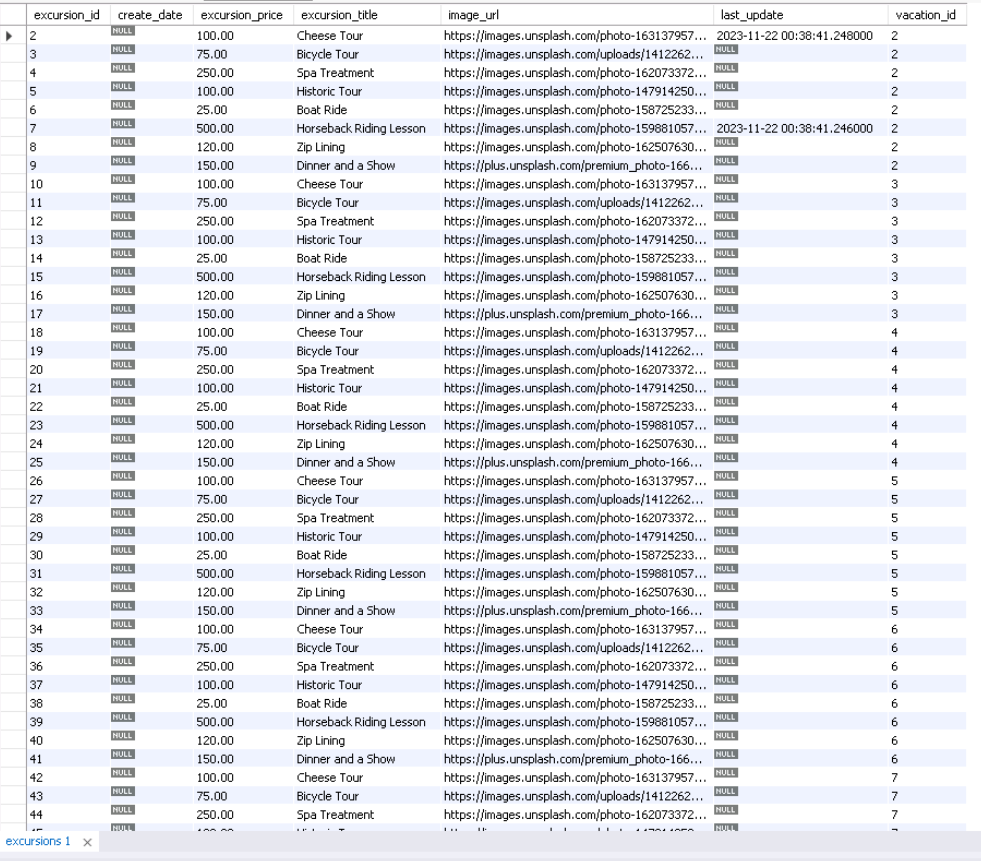 excursion_id create_date excursion_price excursion_title image_url last_update vacation_id
2 NULL 100.00 Cheese Tour https://images.unsplash.com/photo-163137957... 2023-11-22 00:38:41.248000 2
3 NULL 75.00 Bicycle Tour https://images.unsplash.com/uploads/1412262... NULL 2
4 NULL 250.00 Spa Treatment https://images.unsplash.com/photo-162073372... NULL 2
5 NULL 100.00 Historic Tour https://images.unsplash.com/photo-147914250... NULL 2
6 NULL 25.00 Boat Ride https://images.unsplash.com/photo-158725233... NULL 2
7 NULL 500.00 Horseback Riding Lesson https://images.unsplash.com/photo-159881057... 2023-11-22 00:38:41.246000 2
8 NULL 120.00 Zip Lining https://images.unsplash.com/photo-162507630... NULL 2
9 NULL 150.00 Dinner and a Show https://plus.unsplash.com/premium_photo-166... NULL 2
10 NULL 100.00 Cheese Tour https://images.unsplash.com/photo-163137957... NULL 3
11 NULL 75.00 Bicycle Tour https://images.unsplash.com/uploads/1412262... NULL 3
12 NULL 250.00 Spa Treatment https://images.unsplash.com/photo-162073372... NULL 3
13 NULL 100.00 Historic Tour https://images.unsplash.com/photo-147914250... NULL 3
14 NULL 25.00 Boat Ride https://images.unsplash.com/photo-158725233... NULL 3
15 NULL 500.00 Horseback Riding Lesson https://images.unsplash.com/photo-159881057... NULL 3
16 NULL 120.00 Zip Lining https://images.unsplash.com/photo-162507630... NULL 3
17 NULL 150.00 Dinner and a Show https://plus.unsplash.com/premium_photo-166... NULL 3
18 NULL 100.00 Cheese Tour https://images.unsplash.com/photo-163137957... NULL 4
19 NULL 75.00 Bicycle Tour https://images.unsplash.com/uploads/1412262... NULL 4
20 NULL 250.00 Spa Treatment https://images.unsplash.com/photo-162073372... NULL 4
21 NULL 100.00 Historic Tour https://images.unsplash.com/photo-147914250... NULL 4
22 NULL 25.00 Boat Ride https://images.unsplash.com/photo-158725233... NULL 4
23 NULL 500.00 Horseback Riding Lesson https://images.unsplash.com/photo-159881057... NULL 4
24 NULL 120.00 Zip Lining https://images.unsplash.com/photo-162507630... NULL 4
25 NULL 150.00 Dinner and a Show https://plus.unsplash.com/premium_photo-166... NULL 4
26 NULL 100.00 Cheese Tour https://images.unsplash.com/photo-163137957... NULL 5
27 NULL 75.00 Bicycle Tour https://images.unsplash.com/uploads/1412262... NULL 5
28 NULL 250.00 Spa Treatment https://images.unsplash.com/photo-162073372... NULL 5
29 NULL 100.00 Historic Tour https://images.unsplash.com/photo-147914250... NULL 5
30 NULL 25.00 Boat Ride https://images.unsplash.com/photo-158725233... NULL 5
31 NULL 500.00 Horseback Riding Lesson https://images.unsplash.com/photo-159881057... NULL 5
32 NULL 120.00 Zip Lining https://images.unsplash.com/photo-162507630... NULL 5
33 NULL 150.00 Dinner and a Show https://plus.unsplash.com/premium_photo-166... NULL 5
34 NULL 100.00 Cheese Tour https://images.unsplash.com/photo-163137957... NULL 6
35 NULL 75.00 Bicycle Tour https://images.unsplash.com/uploads/1412262... NULL 6
36 NULL 250.00 Spa Treatment https://images.unsplash.com/photo-162073372... NULL 6
37 NULL 100.00 Historic Tour https://images.unsplash.com/photo-147914250... NULL 6
38 NULL 25.00 Boat Ride https://images.unsplash.com/photo-158725233... NULL 6
39 NULL 500.00 Horseback Riding Lesson https://images.unsplash.com/photo-159881057... NULL 6
40 NULL 120.00 Zip Lining https://images.unsplash.com/photo-162507630... NULL 6
41 NULL 150.00 Dinner and a Show https://plus.unsplash.com/premium_photo-166... NULL 6
42 NULL 100.00 Cheese Tour https://images.unsplash.com/photo-163137957... NULL 7
43 NULL 75.00 Bicycle Tour https://images.unsplash.com/uploads/1412262... NULL 7
44 NULL 250.00 Spa Treatment https://images.unsplash.com/photo-162073372... NULL 7
excursions 1